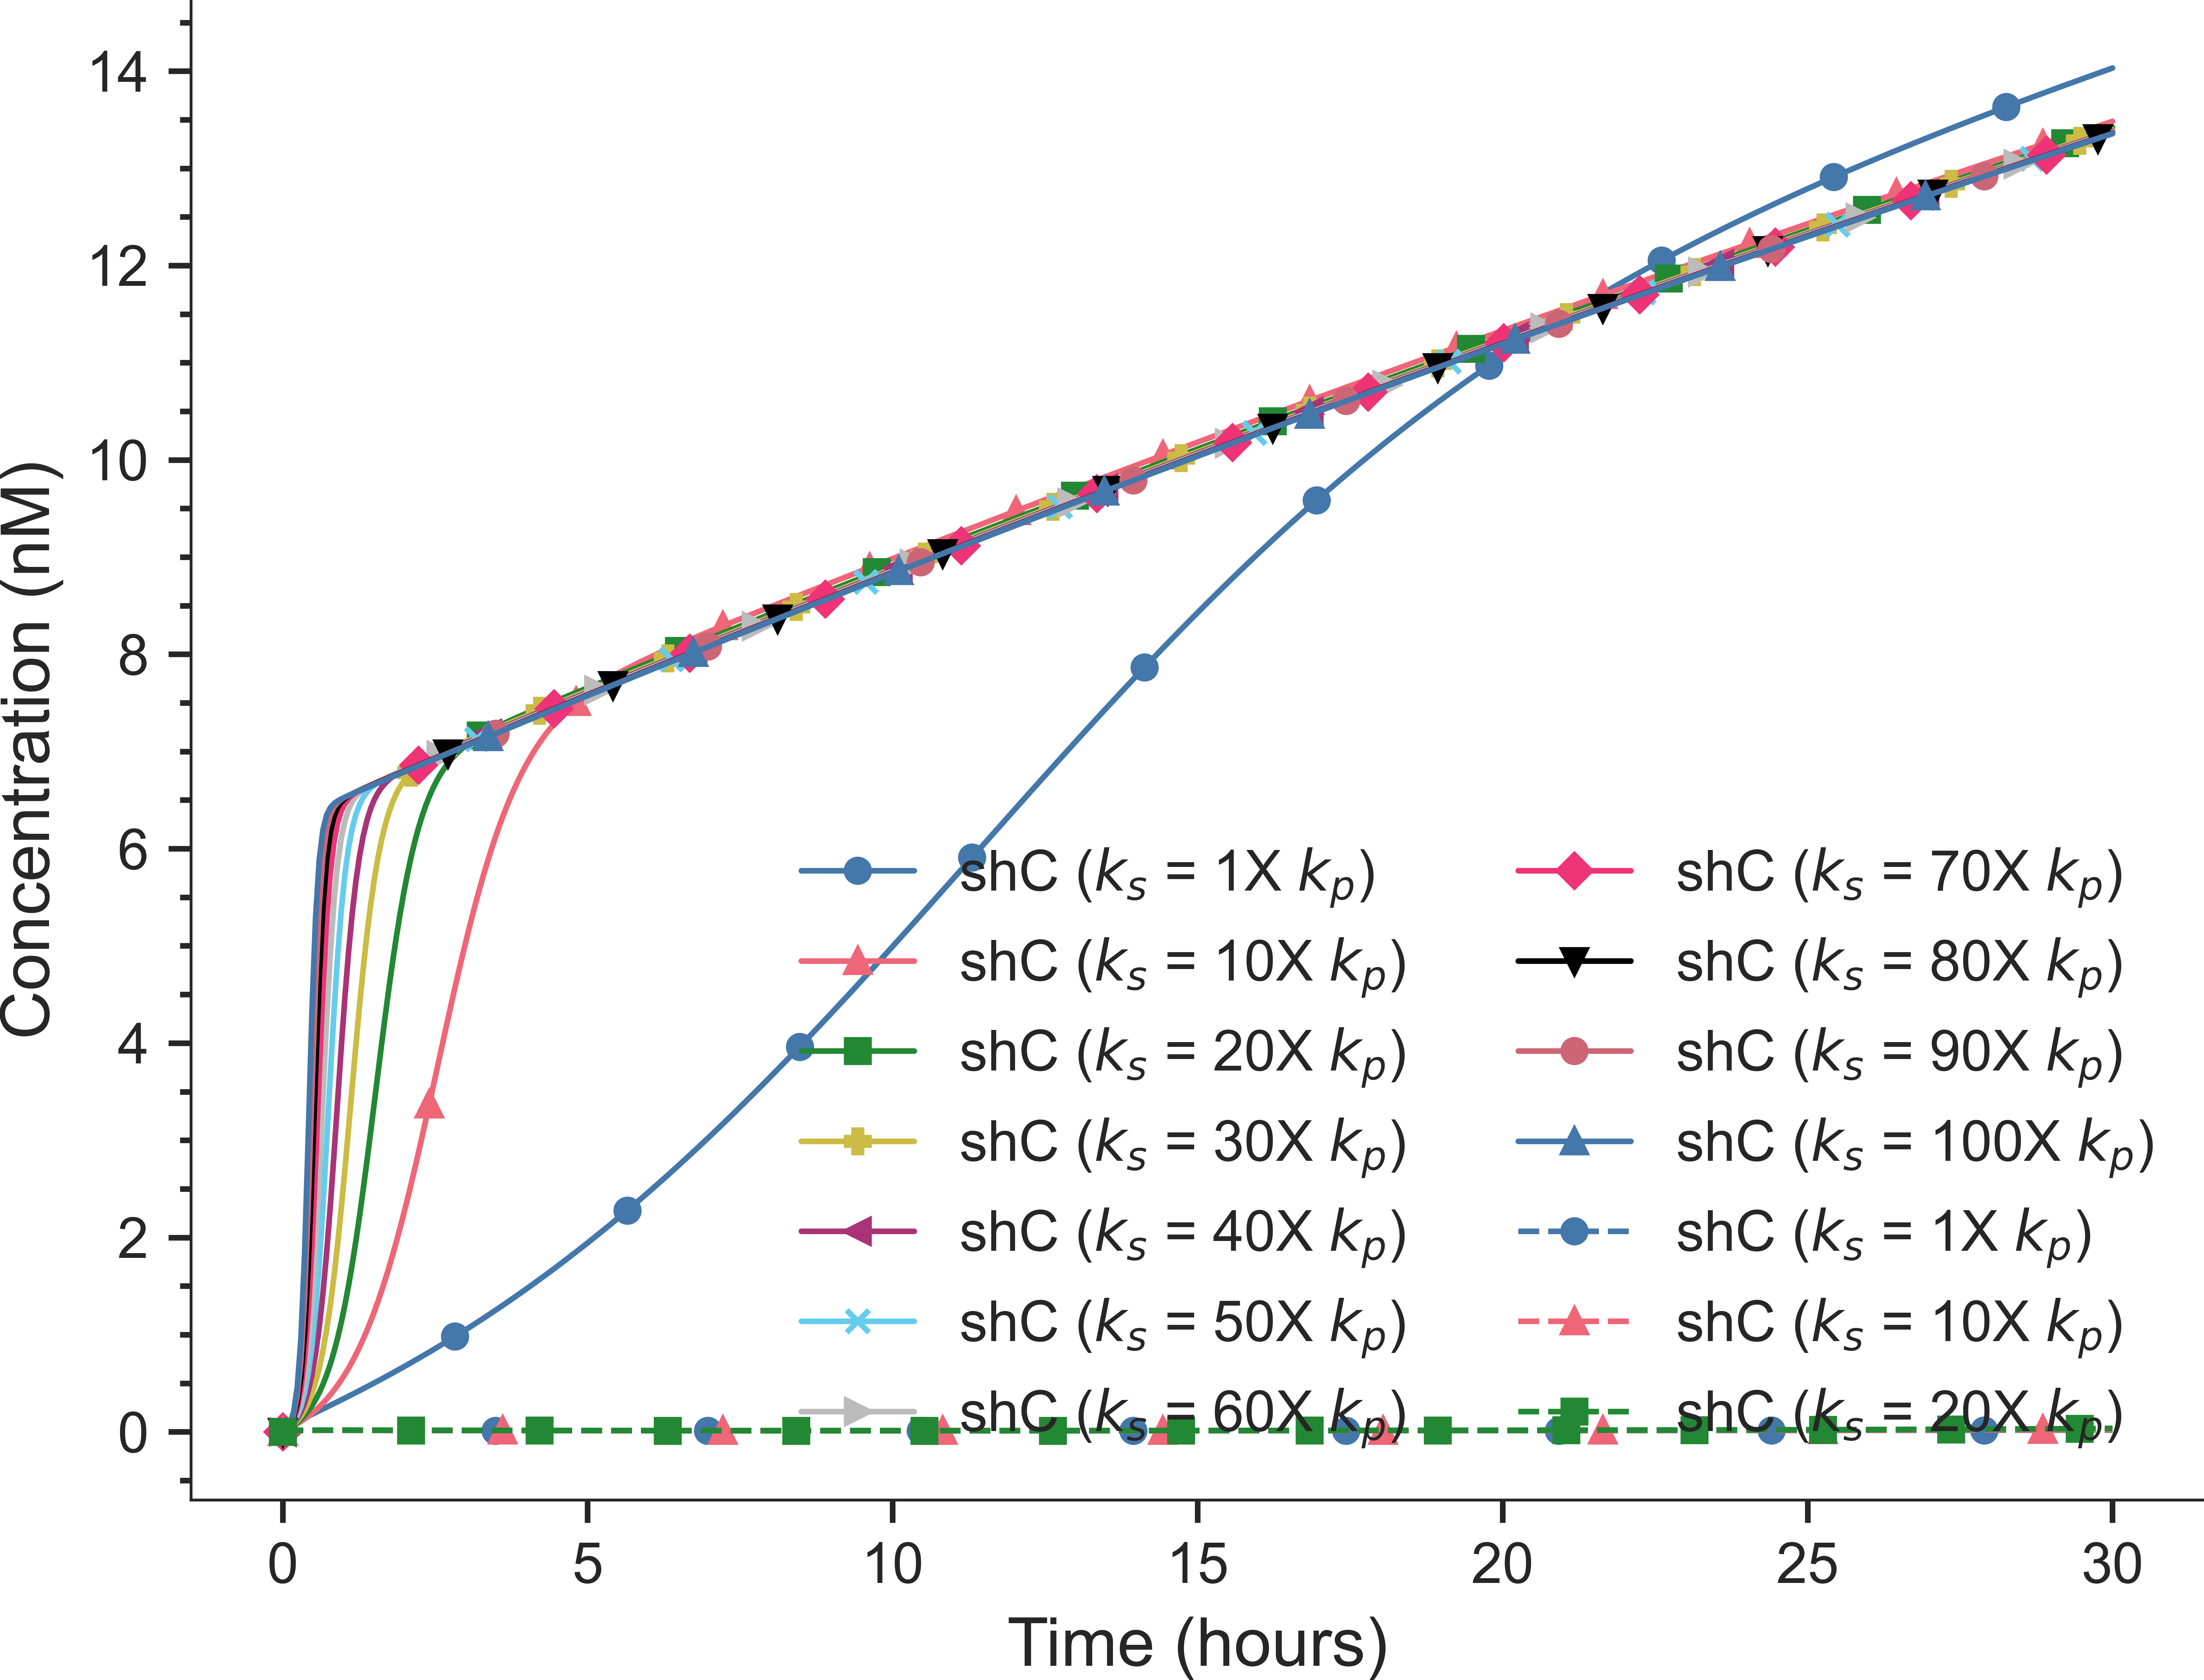 14
12
10
8
6
4
2
0
Concentration (nM)
shC (kₛ = 1X kₚ)
shC (kₛ = 10X kₚ)
shC (kₛ = 20X kₚ)
shC (kₛ = 30X kₚ)
shC (kₛ = 40X kₚ)
shC (kₛ = 50X kₚ)
shC (kₛ = 60X kₚ)
shC (kₛ = 70X kₚ)
shC (kₛ = 80X kₚ)
shC (kₛ = 90X kₚ)
shC (kₛ = 100X kₚ)
shC (kₛ = 1X kₚ)
shC (kₛ = 10X kₚ)
shC (kₛ = 20X kₚ)
0 5 10 15 20 25 30
Time (hours)